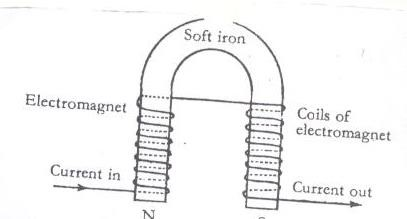 Soft iron
Electromagnet
Coils of
electromagnet
Current in
Current out
N